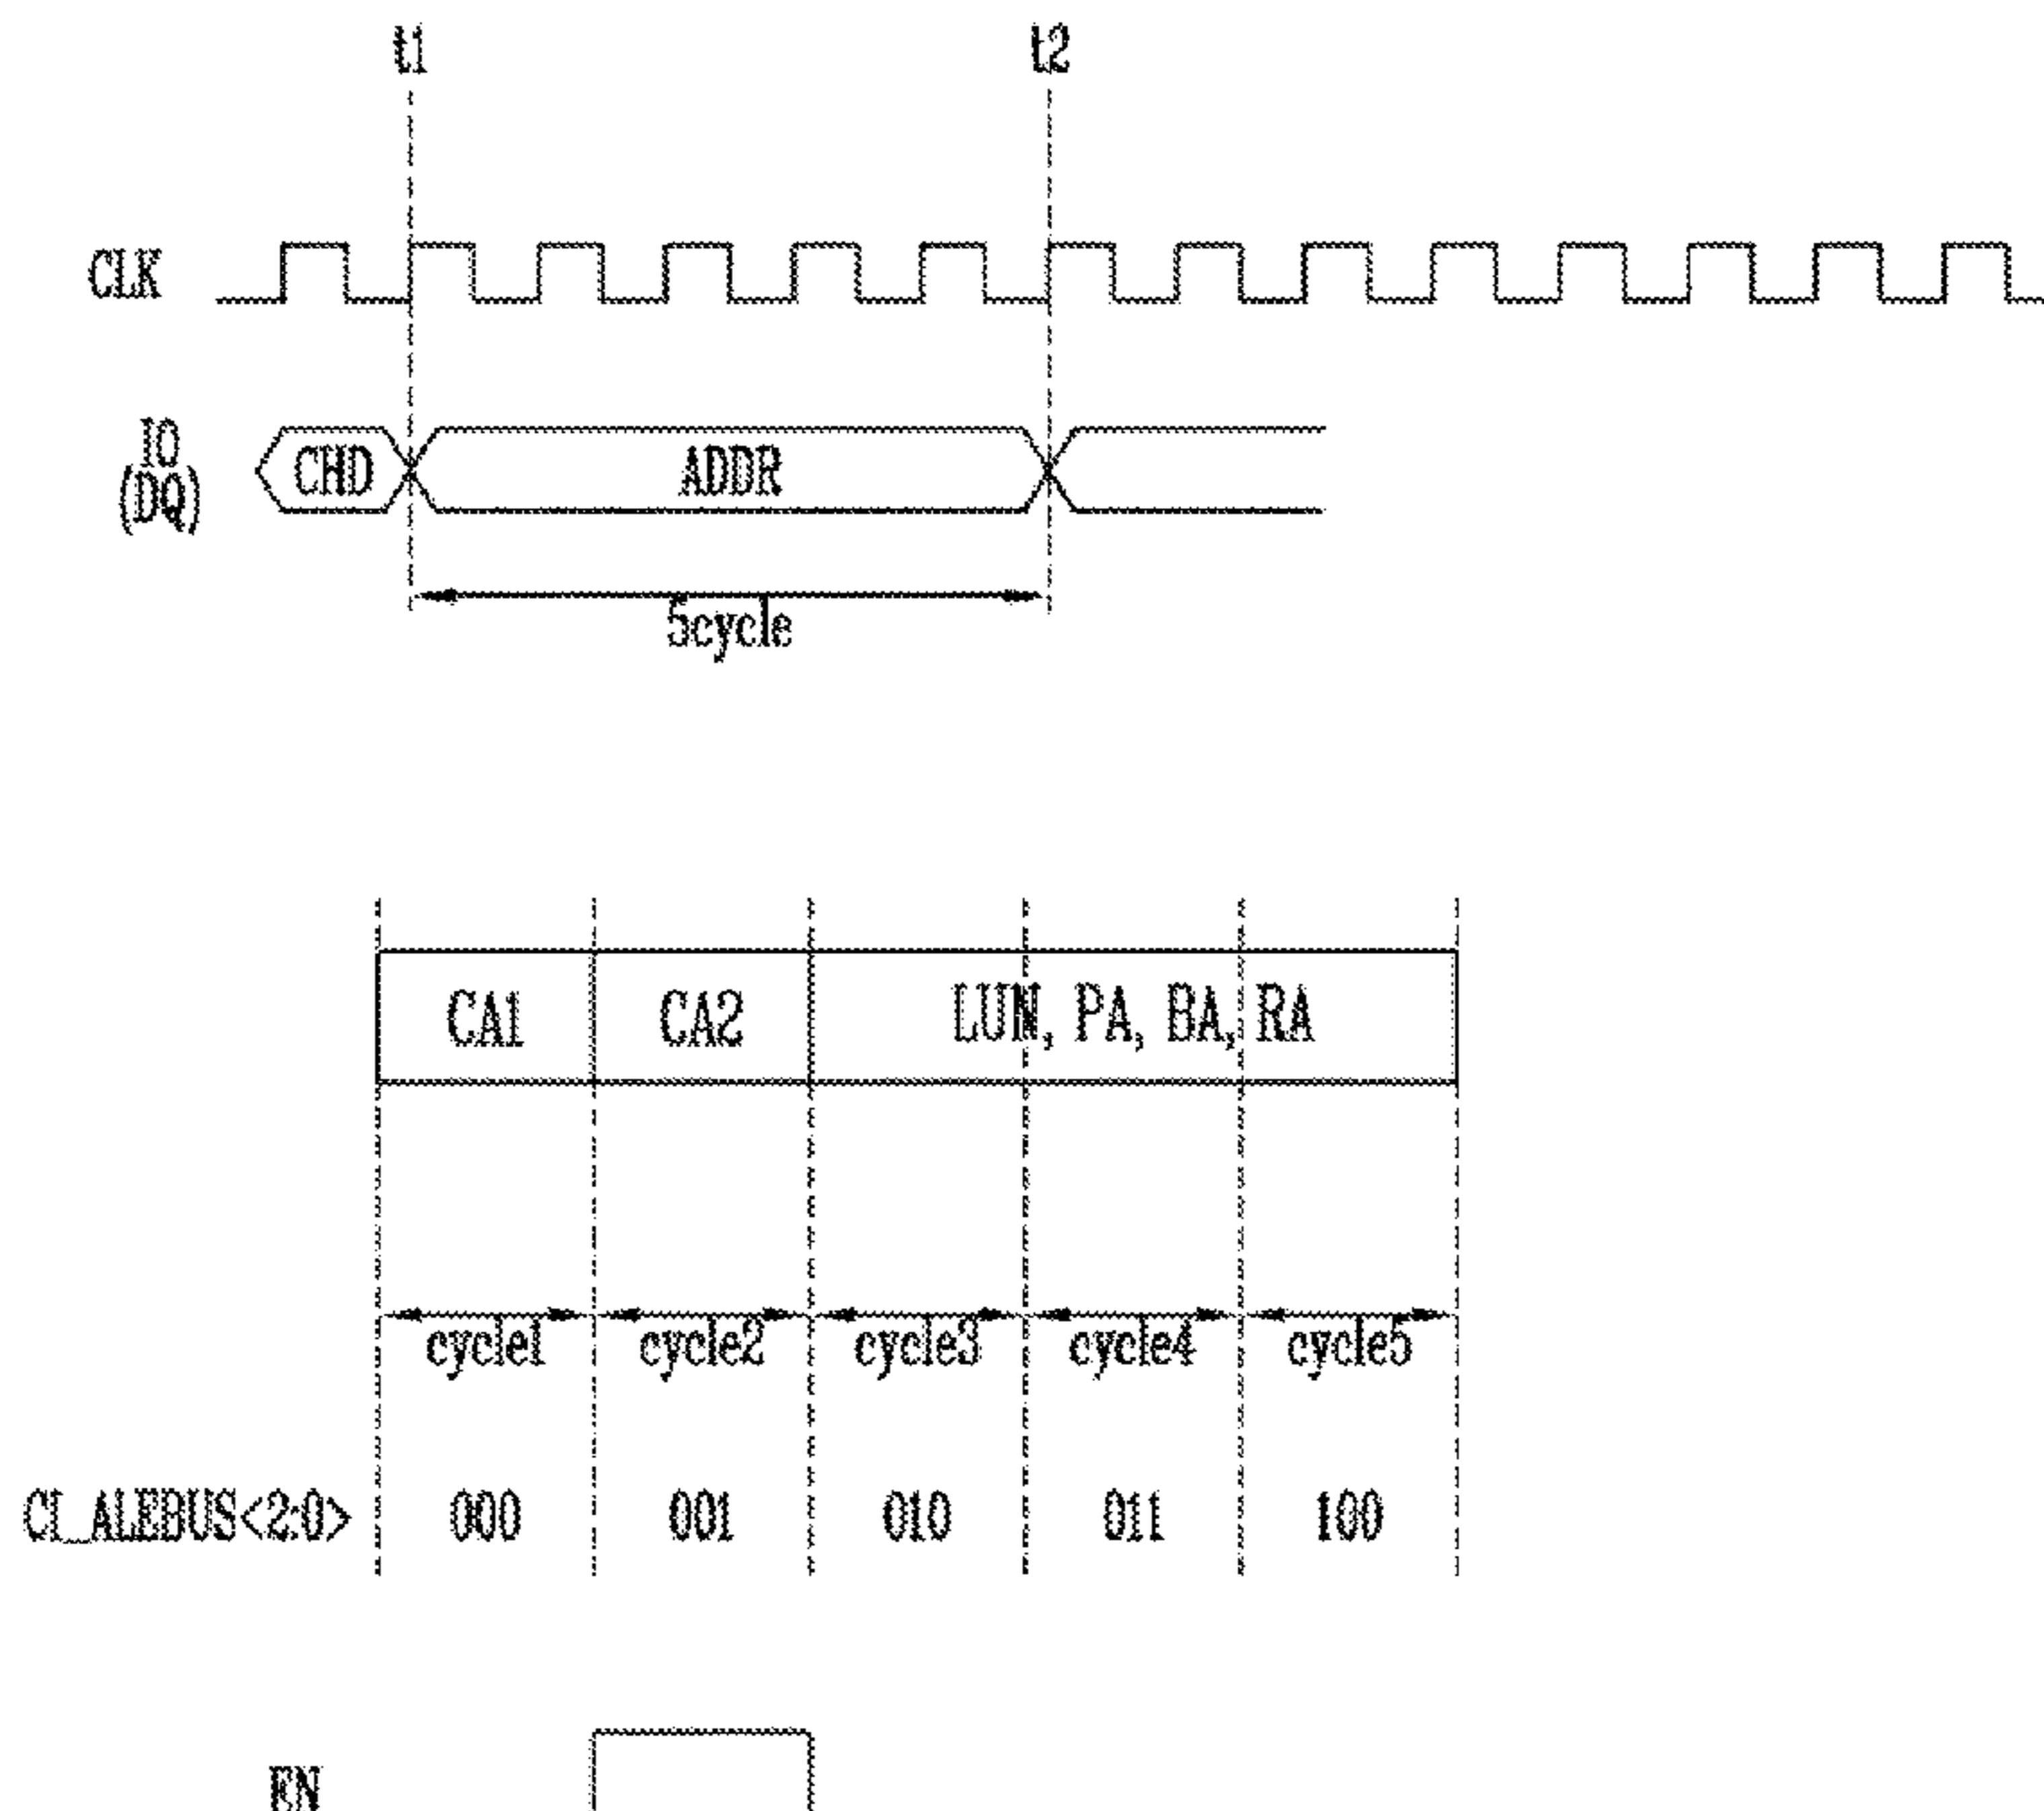 t1 t2
CLK
IO
(DQ)
CHD ADDR
5cycle
CA1 CA2 LUN, PA, BA, RA
cycle1 cycle2 cycle3 cycle4 cycle5
CI_ALEBUS<2:0> 000 001 010 011 100
EN